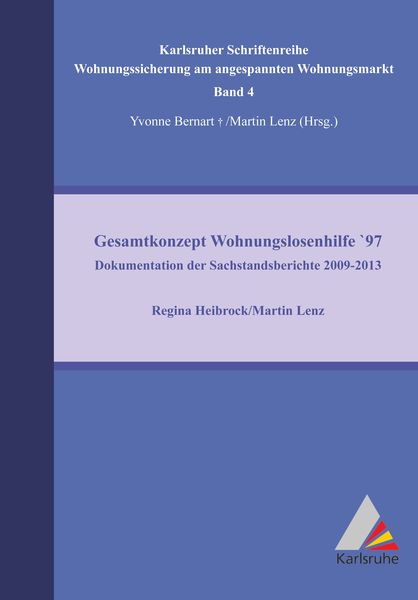 Karlsruher Schriftenreihe
Wohnungssicherung am angespannten Wohnungsmarkt
Band 4
Yvonne Bernart † /Martin Lenz (Hrsg.)
Gesamtkonzept Wohnungslosenhilfe `97
Dokumentation der Sachstandsberichte 2009-2013
Regina Heibrock/Martin Lenz
Karlsruhe